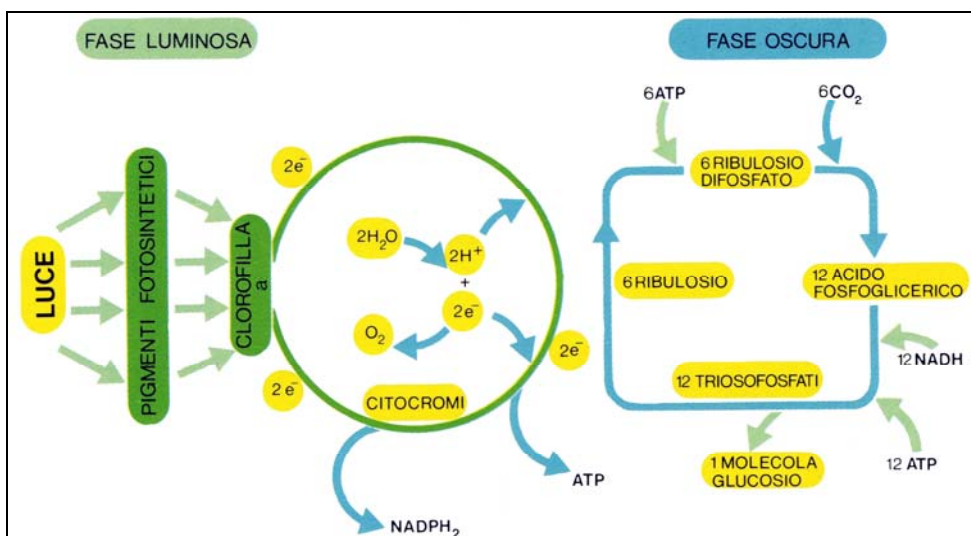 FASE LUMINOSA
LUCE
PIGMENTI FOTOSINTETICI
CLOROFILLA
a
2e⁻
2H₂O
2H⁺
+
2e⁻
O₂
2e⁻
2e⁻
CITOCROMI
ATP
NADPH₂
FASE OSCURA
6ATP
6CO₂
6 RIBULOSIO
DIFOSFATO
6 RIBULOSIO
12 ACIDO
FOSFOGLICERICO
12 NADH
12 TRIOSOFOSFATI
12 ATP
1 MOLECOLA
GLUCOSIO